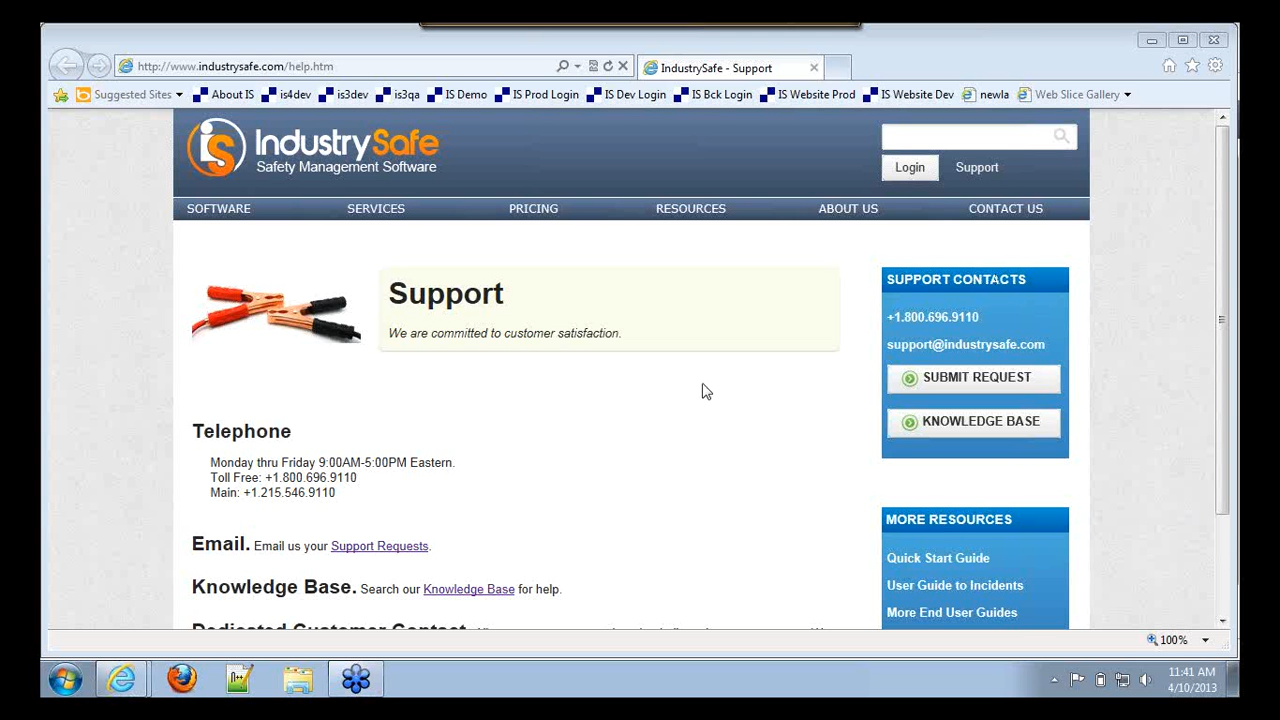 http://www.industrysafe.com/help.htm
IndustrySafe - Support
Suggested Sites
About IS
is4dev
is3dev
is3qa
IS Demo
IS Prod Login
IS Dev Login
IS Bck Login
IS Website Prod
IS Website Dev
newla
Web Slice Gallery
IndustrySafe
Safety Management Software
Login
Support
SOFTWARE
SERVICES
PRICING
RESOURCES
ABOUT US
CONTACT US
Support
We are committed to customer satisfaction.
Telephone
Monday thru Friday 9:00AM-5:00PM Eastern.
Toll Free: +1.800.696.9110
Main: +1.215.546.9110
Email. Email us your Support Requests.
Knowledge Base. Search our Knowledge Base for help.
Dedicated Customer Contact
SUPPORT CONTACTS
+1.800.696.9110
support@industrysafe.com
SUBMIT REQUEST
KNOWLEDGE BASE
MORE RESOURCES
Quick Start Guide
User Guide to Incidents
More End User Guides
100%
11:41 AM
4/10/2013